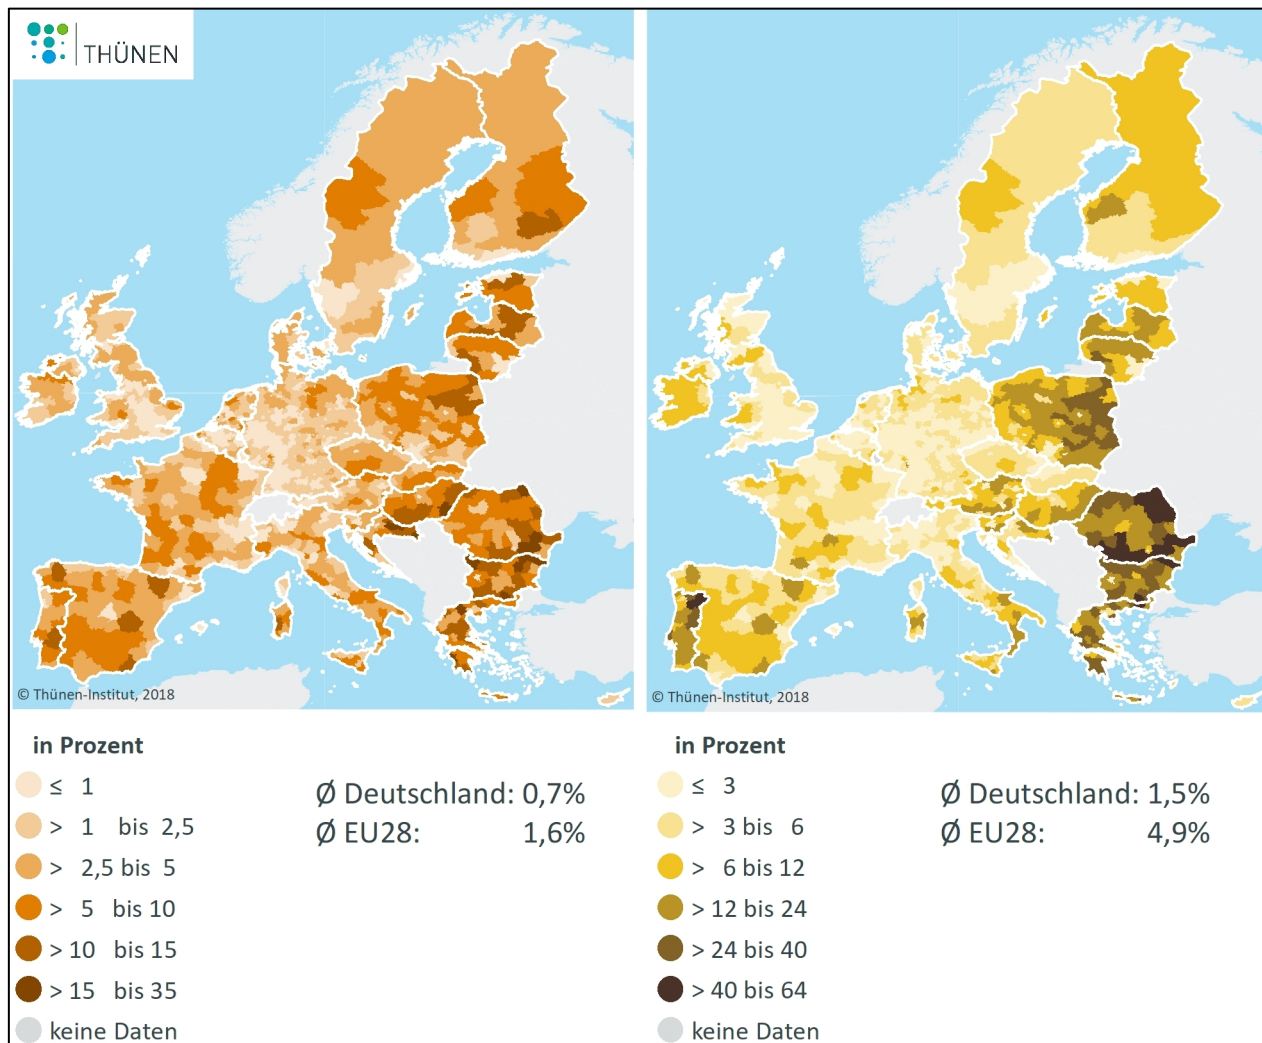 THÜNEN
© Thünen-Institut, 2018
in Prozent
≤ 1
> 1 bis 2,5
> 2,5 bis 5
> 5 bis 10
> 10 bis 15
> 15 bis 35
keine Daten
Ø Deutschland: 0,7%
Ø EU28: 1,6%
© Thünen-Institut, 2018
in Prozent
≤ 3
> 3 bis 6
> 6 bis 12
> 12 bis 24
> 24 bis 40
> 40 bis 64
keine Daten
Ø Deutschland: 1,5%
Ø EU28: 4,9%